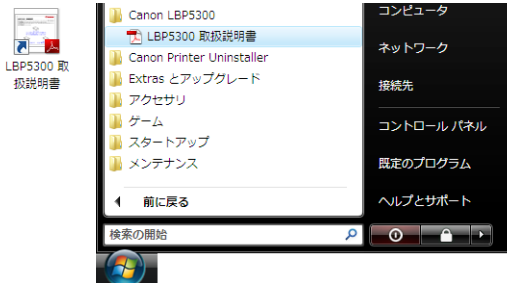 LBP5300 取
扱説明書
Canon LBP5300
LBP5300 取扱説明書
Canon Printer Uninstaller
Extras とアップグレード
アクセサリ
ゲーム
スタートアップ
メンテナンス
前に戻る
検索の開始
コンピュータ
ネットワーク
接続先
コントロール パネル
既定のプログラム
ヘルプとサポート